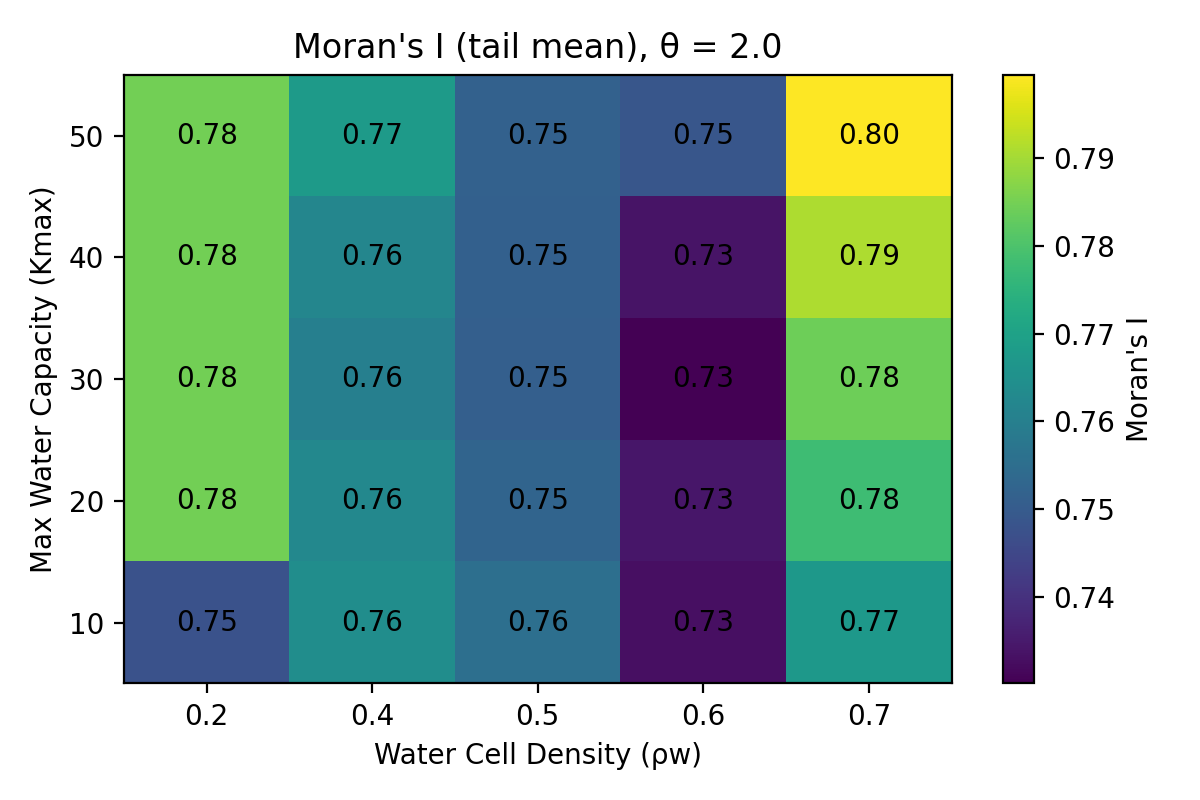 Moran's I (tail mean), θ = 2.0
Max Water Capacity (Kmax)
50 0.78 0.77 0.75 0.75 0.80
40 0.78 0.76 0.75 0.73 0.79
30 0.78 0.76 0.75 0.73 0.78
20 0.78 0.76 0.75 0.73 0.78
10 0.75 0.76 0.76 0.73 0.77
0.2 0.4 0.5 0.6 0.7
Water Cell Density (ρw)
0.79
0.78
0.77
0.76
0.75
0.74
Moran's I